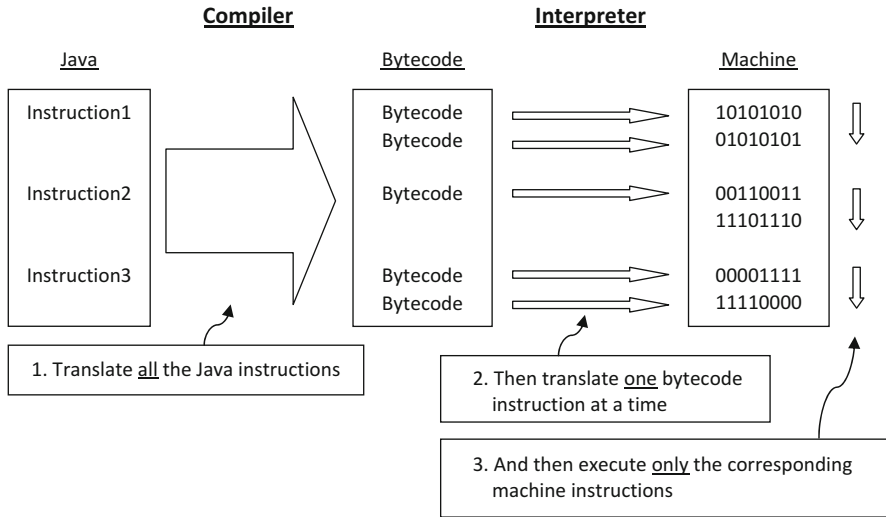 Compiler
Interpreter
Java
Bytecode
Machine
Instruction1
Bytecode
10101010
Bytecode
01010101
Instruction2
Bytecode
00110011
11101110
Instruction3
Bytecode
00001111
Bytecode
11110000
1. Translate all the Java instructions
2. Then translate one bytecode
instruction at a time
3. And then execute only the corresponding
machine instructions